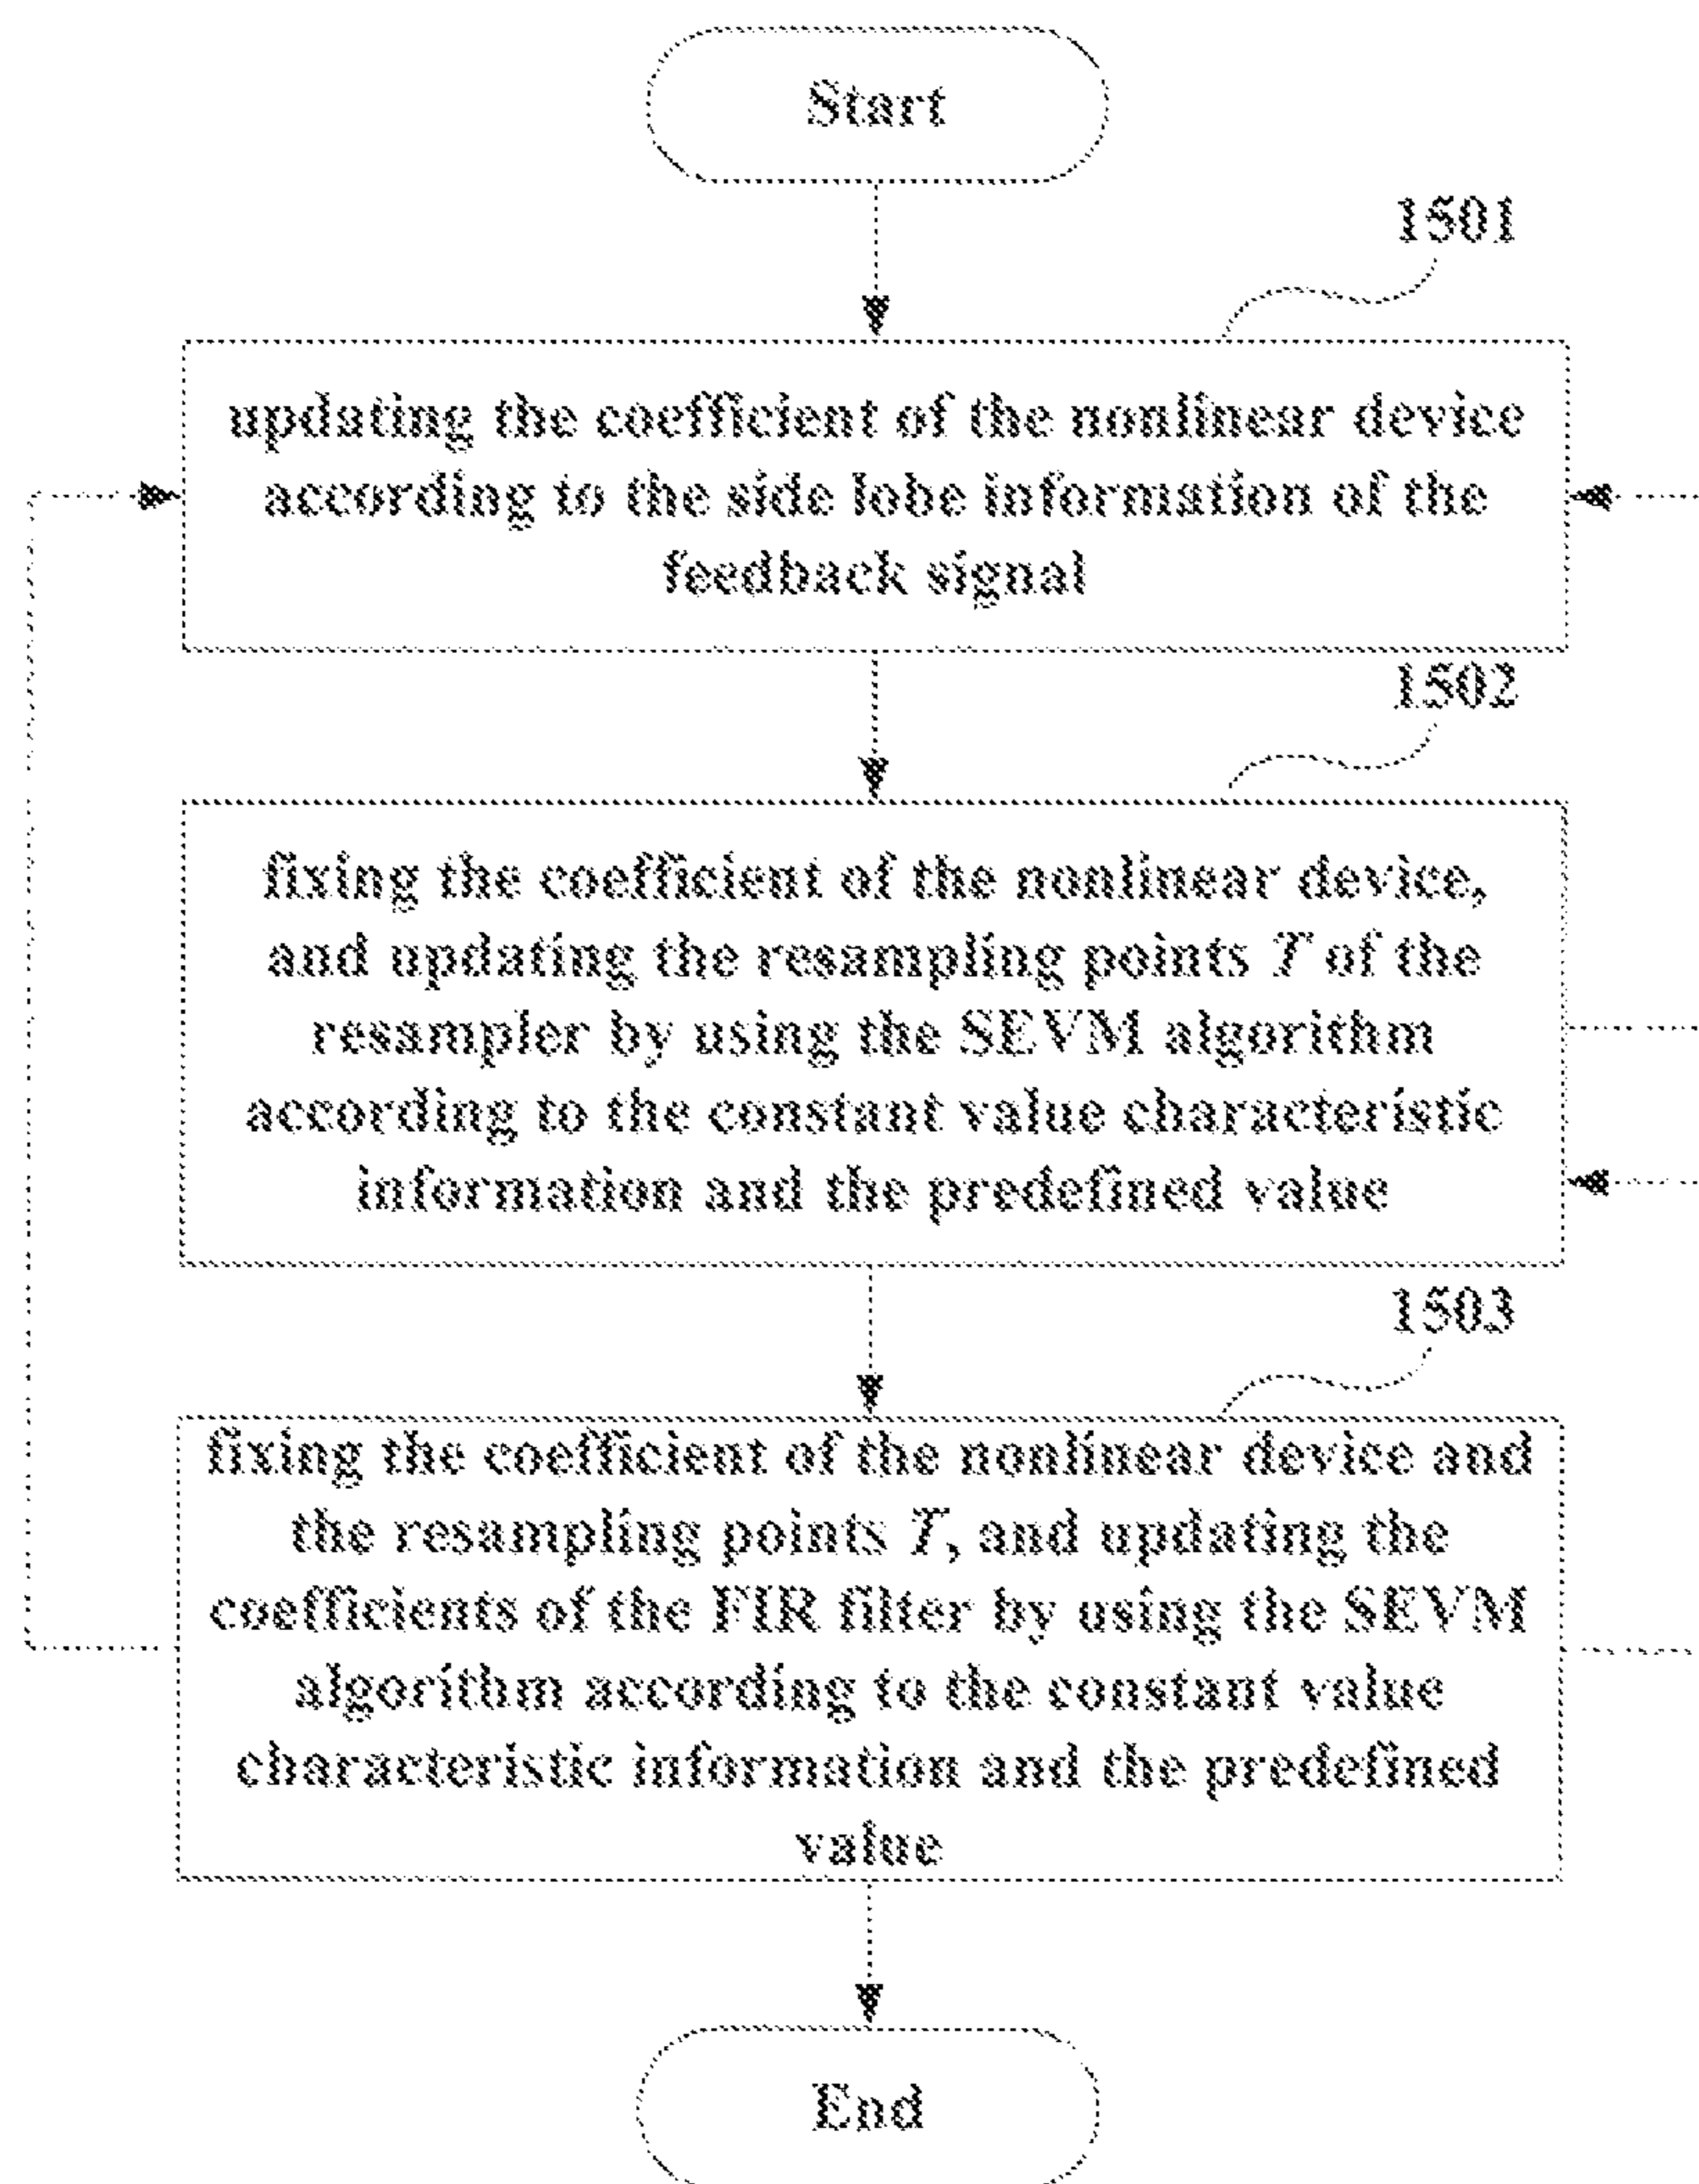 Start
1501
updating the coefficient of the nonlinear device
according to the side lobe information of the
feedback signal
1502
fixing the coefficient of the nonlinear device,
and updating the resampling points T of the
resampler by using the SEVM algorithm
according to the constant value characteristic
information and the predefined value
1503
fixing the coefficient of the nonlinear device and
the resampling points T, and updating the
coefficients of the FIR filter by using the SEVM
algorithm according to the constant value
characteristic information and the predefined
value
End